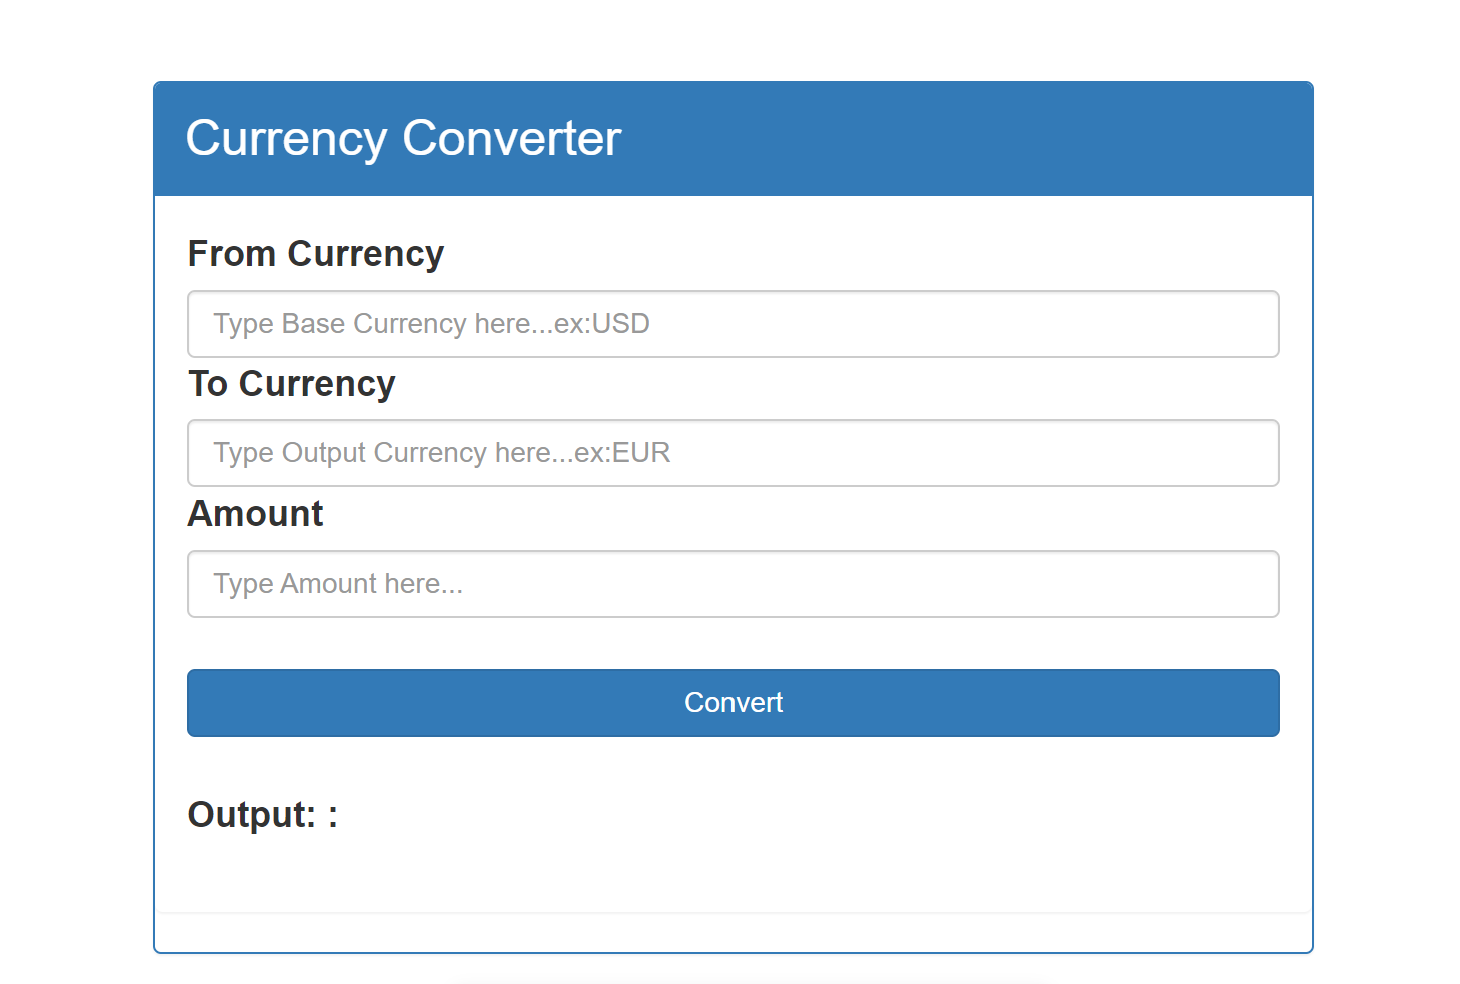 Currency Converter
From Currency
Type Base Currency here...ex:USD
To Currency
Type Output Currency here...ex:EUR
Amount
Type Amount here...
Convert
Output: :